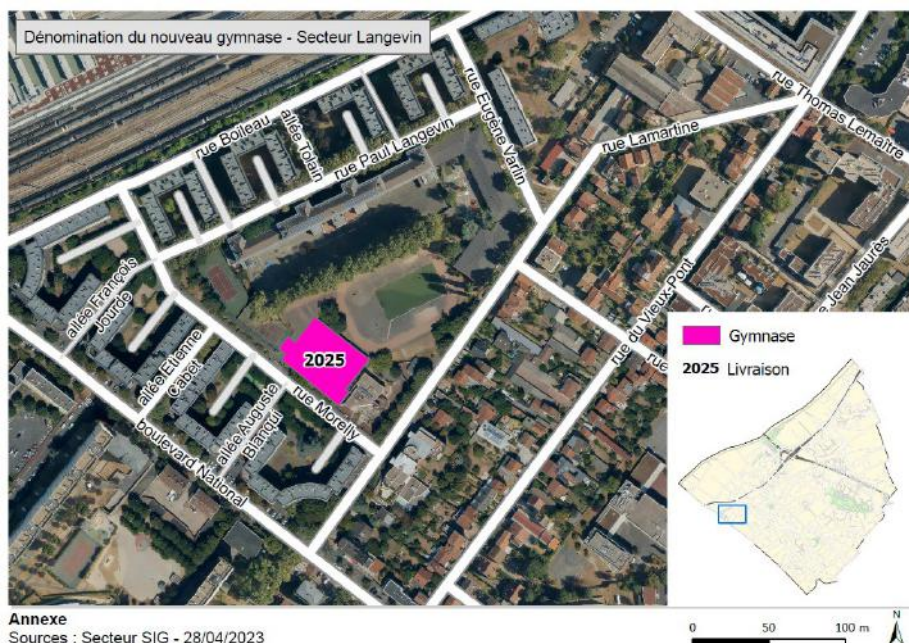 Dénomination du nouveau gymnase - Secteur Langevin
rue Boileau
allée Tolain
rue Paul Langevin
rue Eugène Varlin
rue Lamartine
rue Thomas Lemaître
allée François
Jourde
allée Etienne
Cabet
allée Auguste
Blanqui
rue Morelly
boulevard National
rue du Vieux-Pont
rue
Jean Jaurès
2025
Gymnase
2025 Livraison
Annexe
Sources : Secteur SIG - 28/04/2023
0 50 100 m
N